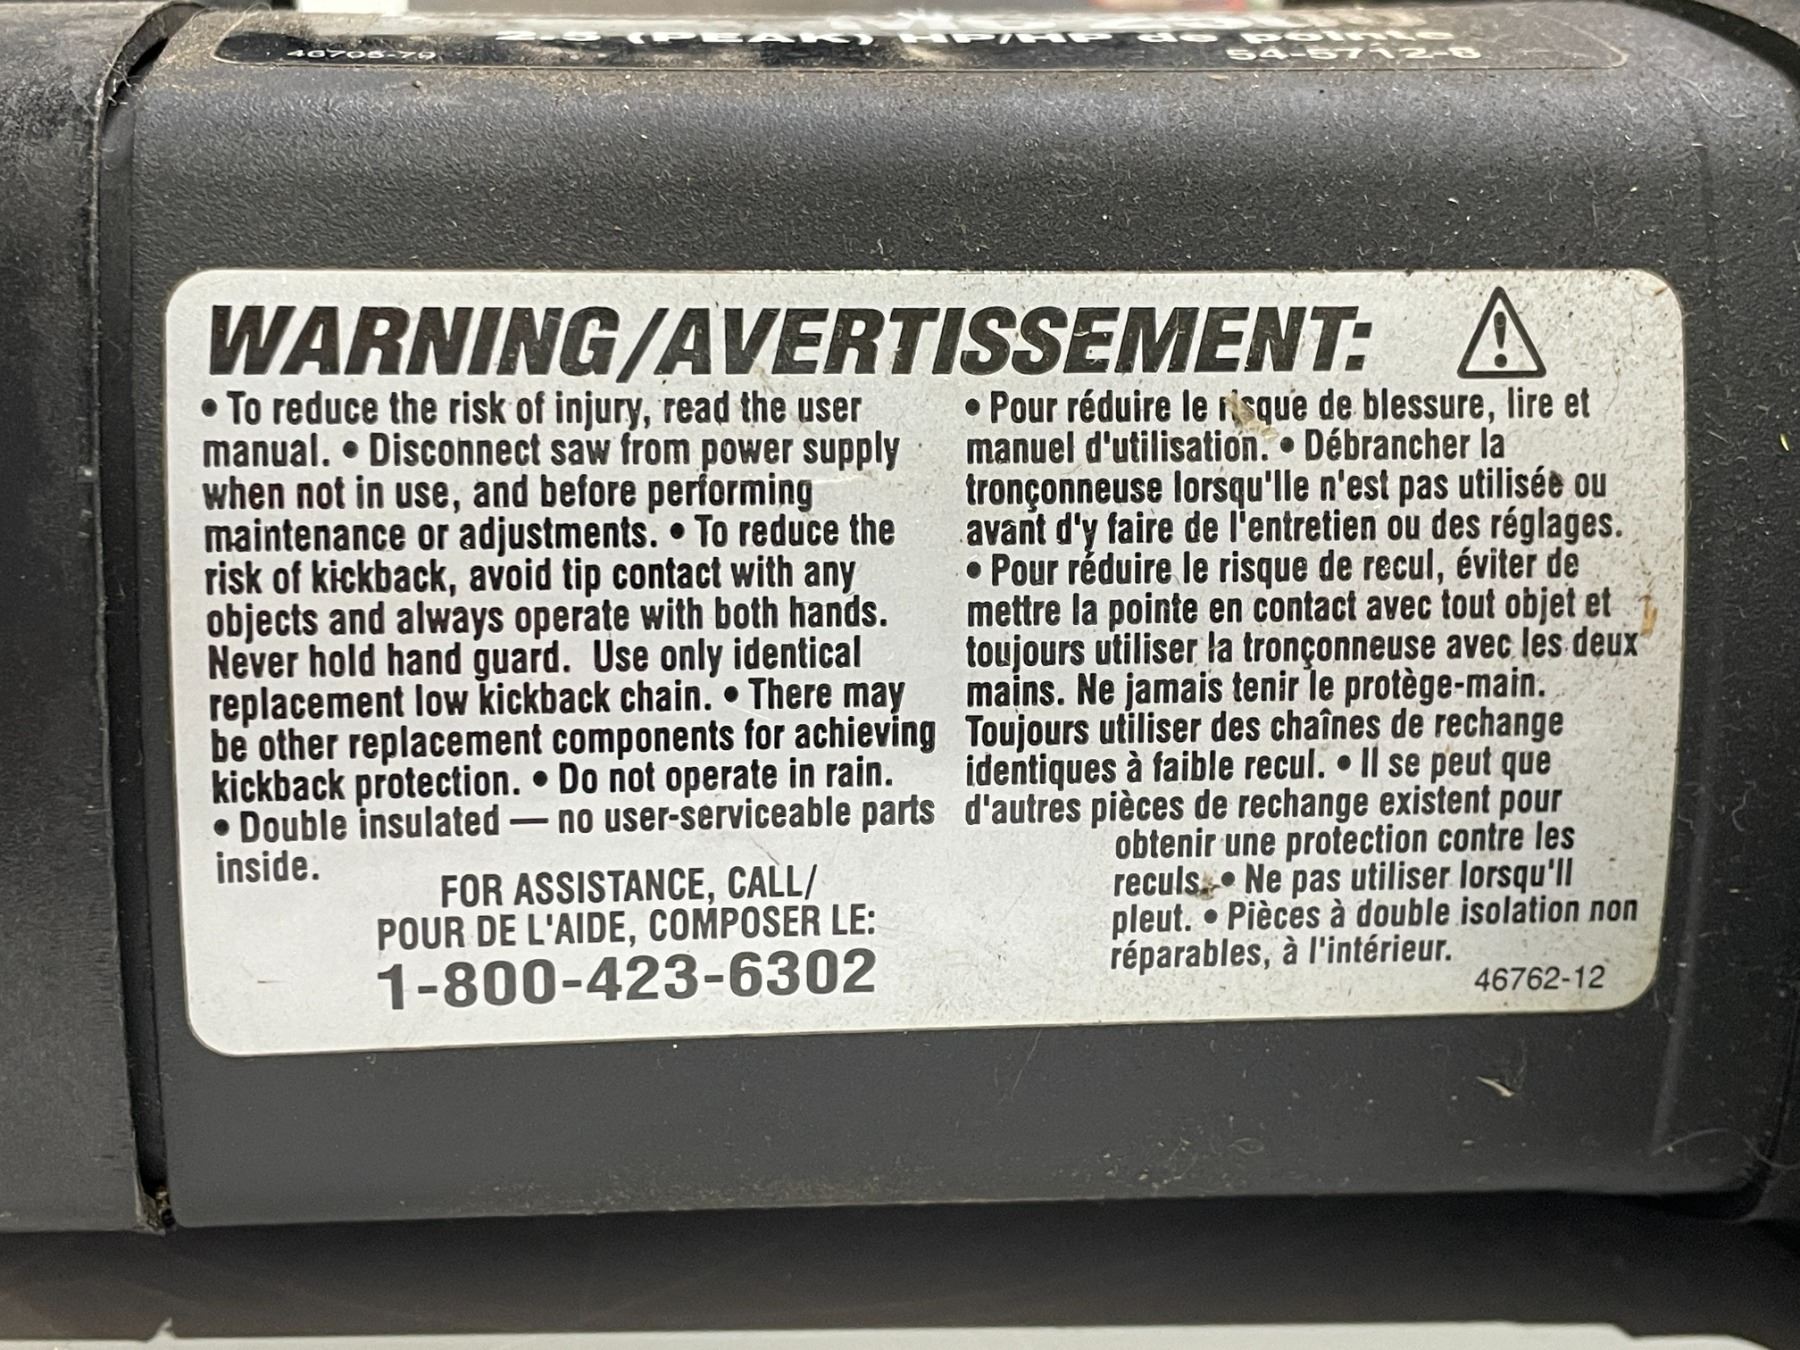 46705-79
2.5 (PEAK) HP/HP de pointe
54-5712-8
WARNING/AVERTISSEMENT:
• To reduce the risk of injury, read the user
manual. • Disconnect saw from power supply
when not in use, and before performing
maintenance or adjustments. • To reduce the
risk of kickback, avoid tip contact with any
objects and always operate with both hands.
Never hold hand guard. Use only identical
replacement low kickback chain. • There may
be other replacement components for achieving
kickback protection. • Do not operate in rain.
• Double insulated — no user-serviceable parts
inside.
FOR ASSISTANCE, CALL/
POUR DE L'AIDE, COMPOSER LE:
1-800-423-6302
• Pour réduire le risque de blessure, lire et
manuel d'utilisation. • Débrancher la
tronçonneuse lorsqu'lle n'est pas utilisée ou
avant d'y faire de l'entretien ou des réglages.
• Pour réduire le risque de recul, éviter de
mettre la pointe en contact avec tout objet et
toujours utiliser la tronçonneuse avec les deux
mains. Ne jamais tenir le protège-main.
Toujours utiliser des chaînes de rechange
identiques à faible recul. • Il se peut que
d'autres pièces de rechange existent pour
obtenir une protection contre les
reculs. • Ne pas utiliser lorsqu'Il
pleut. • Pièces à double isolation non
réparables, à l'intérieur.
46762-12